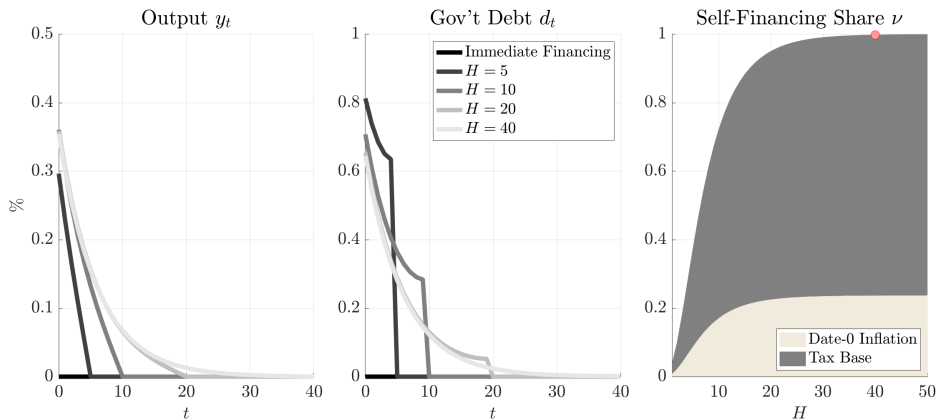 Output y_t
%
0.5
0.4
0.3
0.2
0.1
0
0 10 20 30 40
t
Gov't Debt d_t
1
0.8
0.6
0.4
0.2
0
0 10 20 30 40
t
Immediate Financing
H = 5
H = 10
H = 20
H = 40
Self-Financing Share ν
1
0.8
0.6
0.4
0.2
0
10 20 30 40 50
H
Date-0 Inflation
Tax Base